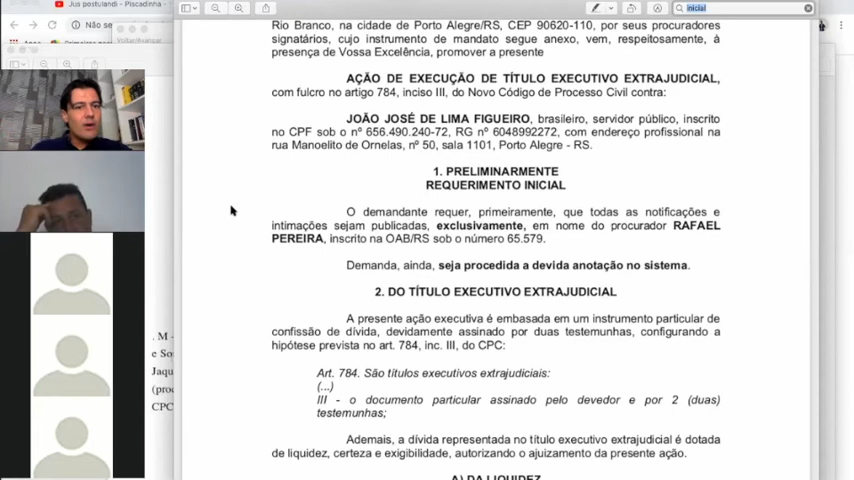 Jus postulandi - Piscadinha
Não se
inicial
Rio Branco, na cidade de Porto Alegre/RS, CEP 90620-110, por seus procuradores
signatários, cujo instrumento de mandato segue anexo, vem, respeitosamente, à
presença de Vossa Excelência, promover a presente
AÇÃO DE EXECUÇÃO DE TÍTULO EXECUTIVO EXTRAJUDICIAL,
com fulcro no artigo 784, inciso III, do Novo Código de Processo Civil contra:
JOÃO JOSÉ DE LIMA FIGUEIRO, brasileiro, servidor público, inscrito
no CPF sob o nº 656.490.240-72, RG nº 6048992272, com endereço profissional na
rua Manoelito de Ornelas, nº 50, sala 1101, Porto Alegre - RS.
1. PRELIMINARMENTE
REQUERIMENTO INICIAL
O demandante requer, primeiramente, que todas as notificações e
intimações sejam publicadas, exclusivamente, em nome do procurador RAFAEL
PEREIRA, inscrito na OAB/RS sob o número 65.579.
Demanda, ainda, seja procedida a devida anotação no sistema.
2. DO TÍTULO EXECUTIVO EXTRAJUDICIAL
A presente ação executiva é embasada em um instrumento particular de
confissão de dívida, devidamente assinado por duas testemunhas, configurando a
hipótese prevista no art. 784, inc. III, do CPC:
Art. 784. São títulos executivos extrajudiciais:
(...)
III - o documento particular assinado pelo devedor e por 2 (duas)
testemunhas;
Ademais, a dívida representada no título executivo extrajudicial é dotada
de liquidez, certeza e exigibilidade, autorizando o ajuizamento da presente ação.
A) DA LIQUIDEZ
. M -
e So
Jaqu
(proc
CPC